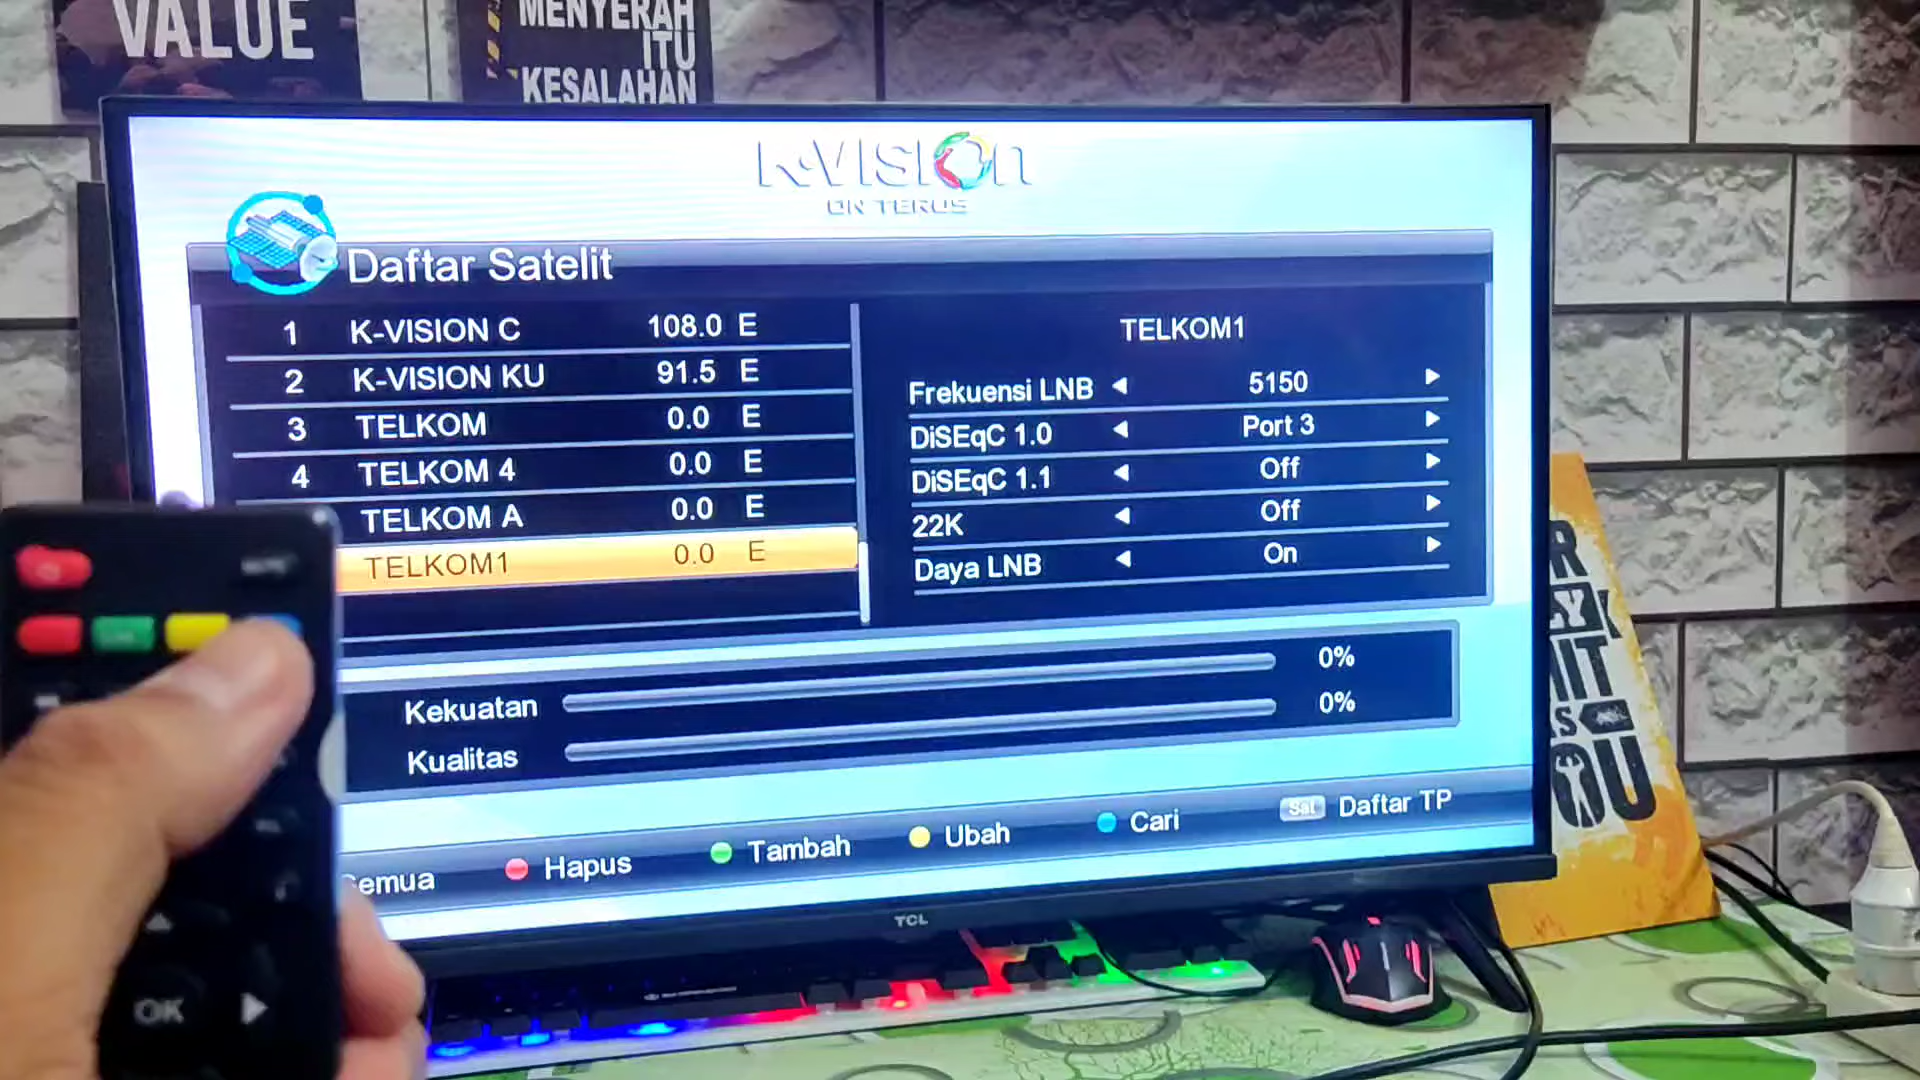 VALUE
MENYERAH
ITU
KESALAHAN
K-VISION
ON TERUS
Daftar Satelit
1 K-VISION C 108.0 E
2 K-VISION KU 91.5 E
3 TELKOM 0.0 E
4 TELKOM 4 0.0 E
TELKOM A 0.0 E
TELKOM1 0.0 E
TELKOM1
Frekuensi LNB 5150
DiSEqC 1.0 Port 3
DiSEqC 1.1 Off
22K Off
Daya LNB On
Kekuatan 0%
Kualitas 0%
Semua Hapus Tambah Ubah Cari Sat Daftar TP
TCL
OK
OU